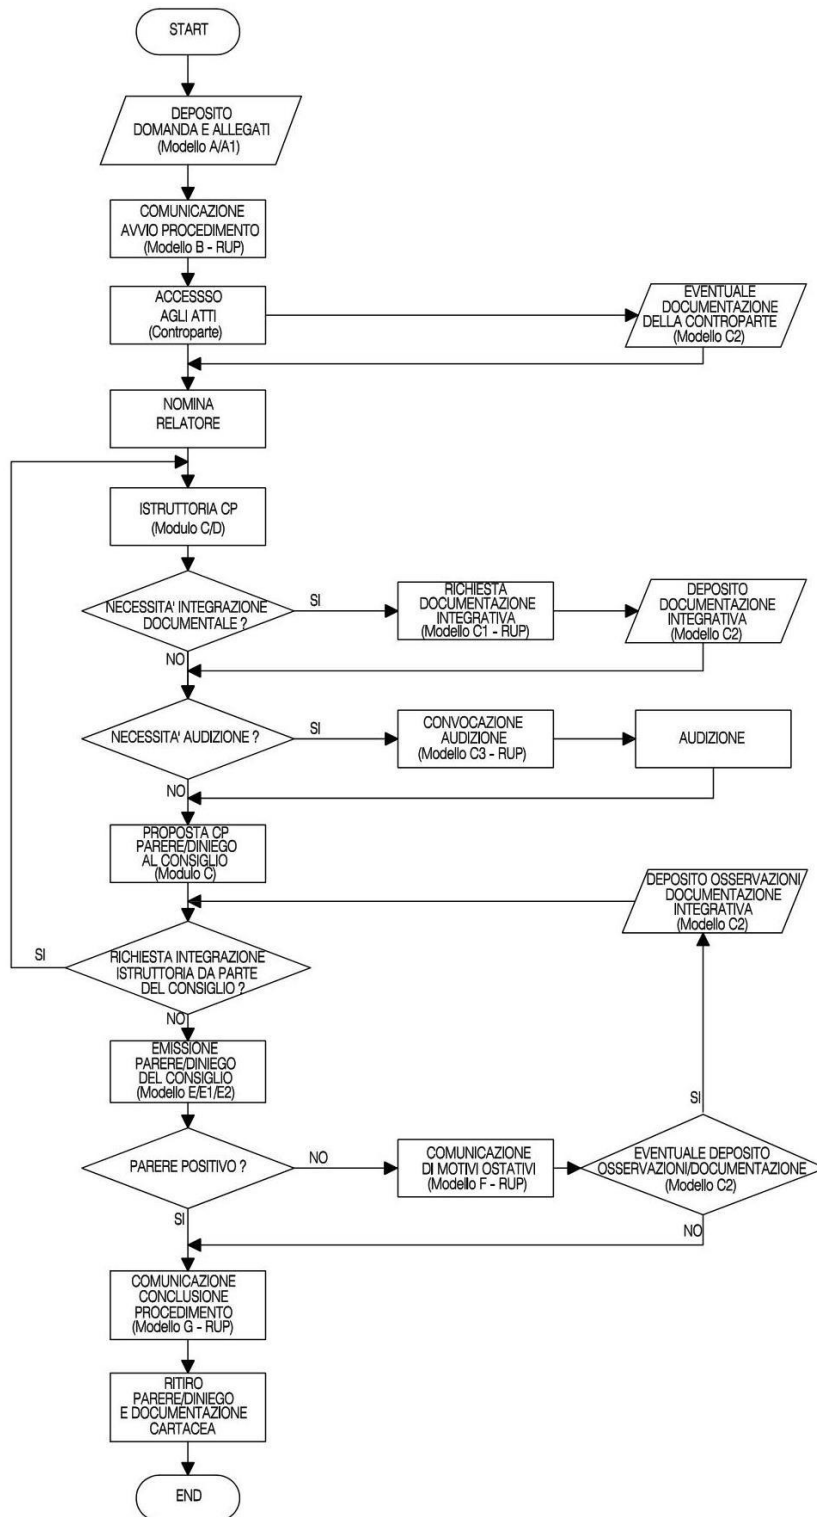 START
DEPOSITO
DOMANDA E ALLEGATI
(Modello A/A1)
COMUNICAZIONE
AVVIO PROCEDIMENTO
(Modello B - RUP)
ACCESSSO
AGLI ATTI
(Controparte)
EVENTUALE
DOCUMENTAZIONE
DELLA CONTROPARTE
(Modello C2)
NOMINA
RELATORE
ISTRUTTORIA CP
(Modulo C/D)
NECESSITA' INTEGRAZIONE
DOCUMENTALE ?
SI
RICHIESTA
DOCUMENTAZIONE
INTEGRATIVA
(Modello C1 - RUP)
DEPOSITO
DOCUMENTAZIONE
INTEGRATIVA
(Modello C2)
NO
NECESSITA' AUDIZIONE ?
SI
CONVOCAZIONE
AUDIZIONE
(Modello C3 - RUP)
AUDIZIONE
NO
PROPOSTA CP
PARERE/DINIEGO
AL CONSIGLIO
(Modulo C)
DEPOSITO OSSERVAZIONI
DOCUMENTAZIONE
INTEGRATIVA
(Modello C2)
SI
RICHIESTA INTEGRAZIONE
ISTRUTTORIA DA PARTE
DEL CONSIGLIO ?
NO
EMISSIONE
PARERE/DINIEGO
DEL CONSIGLIO
(Modello E/E1/E2)
SI
PARERE POSITIVO ?
NO
COMUNICAZIONE
DI MOTIVI OSTATIVI
(Modello F - RUP)
EVENTUALE DEPOSITO
OSSERVAZIONI/DOCUMENTAZIONE
(Modello C2)
SI
NO
COMUNICAZIONE
CONCLUSIONE
PROCEDIMENTO
(Modello G - RUP)
RITIRO
PARERE/DINIEGO
E DOCUMENTAZIONE
CARTACEA
END